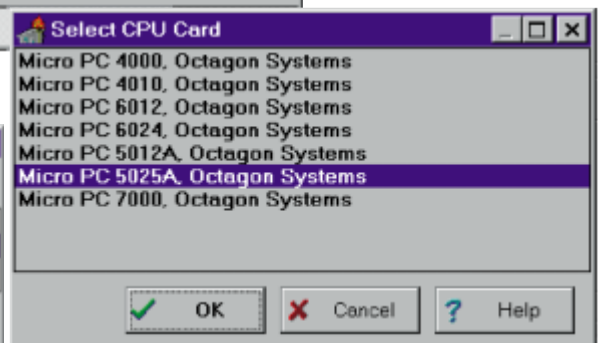 Select CPU Card
Micro PC 4000, Octagon Systems
Micro PC 4010, Octagon Systems
Micro PC 6012, Octagon Systems
Micro PC 6024, Octagon Systems
Micro PC 5012A, Octagon Systems
Micro PC 5025A, Octagon Systems
Micro PC 7000, Octagon Systems
OK Cancel ? Help